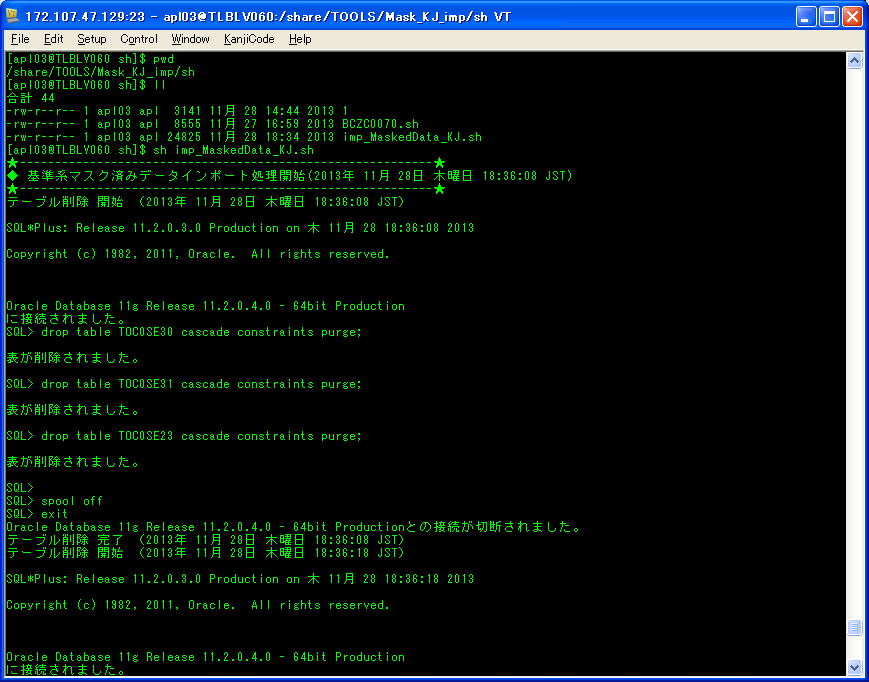 172.107.47.129:23 - apl03@TLBLV060:/share/TOOLS/Mask_KJ_imp/sh VT
File Edit Setup Control Window KanjiCode Help
[apl03@TLBLV060 sh]$ pwd
/share/TOOLS/Mask_KJ_imp/sh
[apl03@TLBLV060 sh]$ ll
合計 44
-rw-r--r-- 1 apl03 apl  3141 11月 28 14:44 2013 1
-rw-r--r-- 1 apl03 apl  8555 11月 27 16:59 2013 BCZC0070.sh
-rw-r--r-- 1 apl03 apl 24825 11月 28 18:34 2013 imp_MaskedData_KJ.sh
[apl03@TLBLV060 sh]$ sh imp_MaskedData_KJ.sh
★-----------------------------------------------------★
◆ 基準系マスク済みデータインポート処理開始(2013年 11月 28日 木曜日 18:36:08 JST)
★-----------------------------------------------------★
テーブル削除 開始 （2013年 11月 28日 木曜日 18:36:08 JST)
SQL*Plus: Release 11.2.0.3.0 Production on 木 11月 28 18:36:08 2013
Copyright (c) 1982, 2011, Oracle.  All rights reserved.
Oracle Database 11g Release 11.2.0.4.0 - 64bit Production
に接続されました。
SQL> drop table TOC0SE30 cascade constraints purge;
表が削除されました。
SQL> drop table TOC0SE31 cascade constraints purge;
表が削除されました。
SQL> drop table TOC0SE23 cascade constraints purge;
表が削除されました。
SQL>
SQL> spool off
SQL> exit
Oracle Database 11g Release 11.2.0.4.0 - 64bit Productionとの接続が切断されました。
テーブル削除 完了 （2013年 11月 28日 木曜日 18:36:08 JST)
テーブル削除 開始 （2013年 11月 28日 木曜日 18:36:18 JST)
SQL*Plus: Release 11.2.0.3.0 Production on 木 11月 28 18:36:18 2013
Copyright (c) 1982, 2011, Oracle.  All rights reserved.
Oracle Database 11g Release 11.2.0.4.0 - 64bit Production
に接続されました。